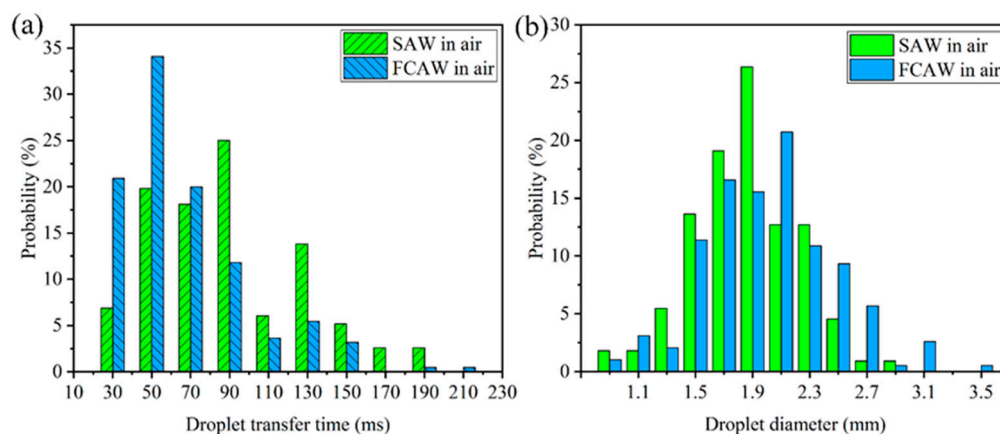 (a)
SAW in air
FCAW in air
Probability (%)
35
30
25
20
15
10
5
0
10 30 50 70 90 110 130 150 170 190 210 230
Droplet transfer time (ms)
(b)
SAW in air
FCAW in air
Probability (%)
30
25
20
15
10
5
0
1.1 1.5 1.9 2.3 2.7 3.1 3.5
Droplet diameter (mm)